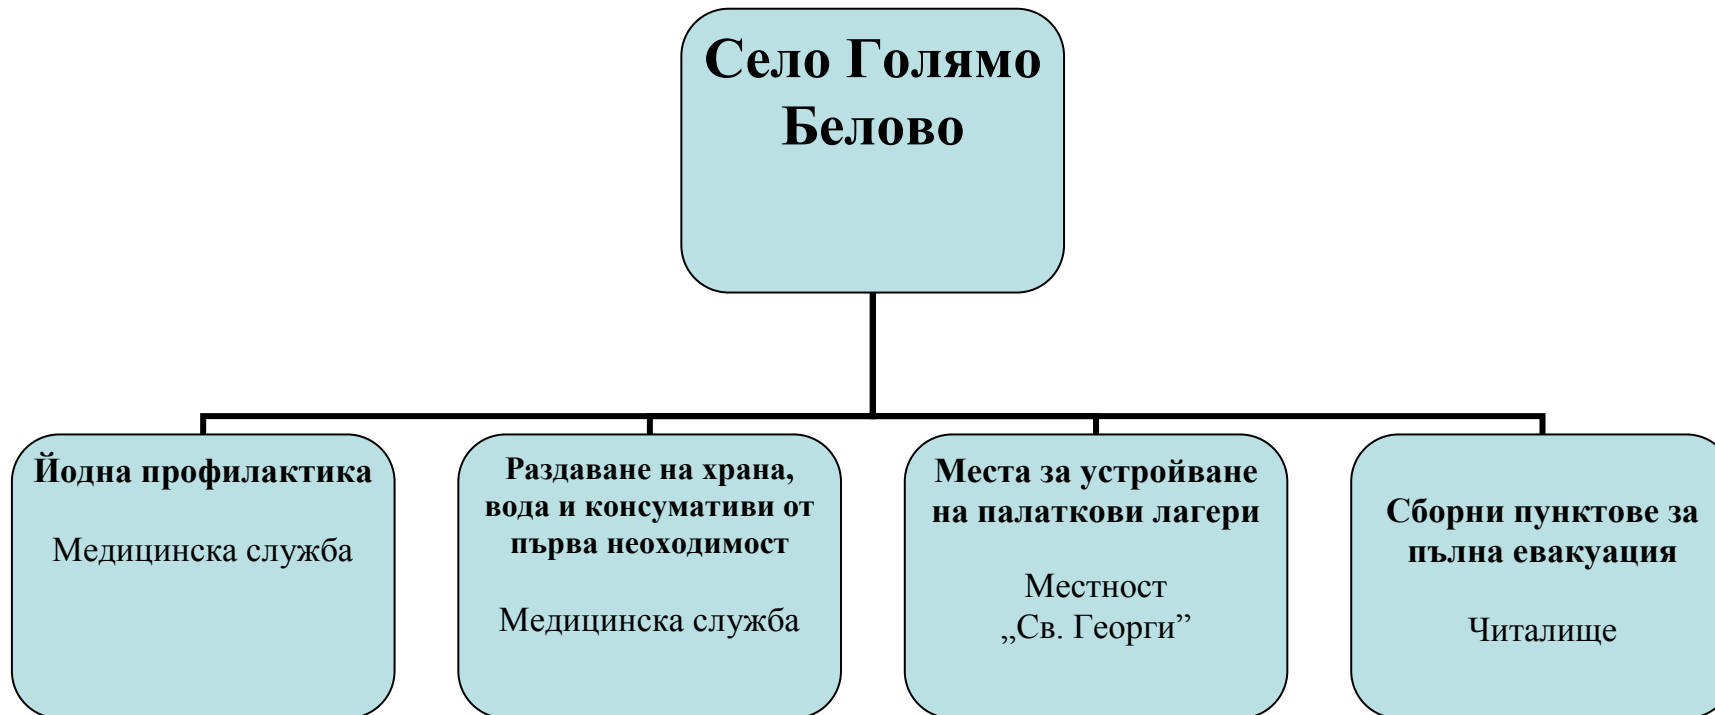 Село Голямо
Белово
Йодна профилактика
Медицинска служба
Раздаване на храна,
вода и консумативи от
първа неоходимост
Медицинска служба
Места за устройване
на палаткови лагери
Местност
„Св. Георги”
Сборни пунктове за
пълна евакуация
Читалище